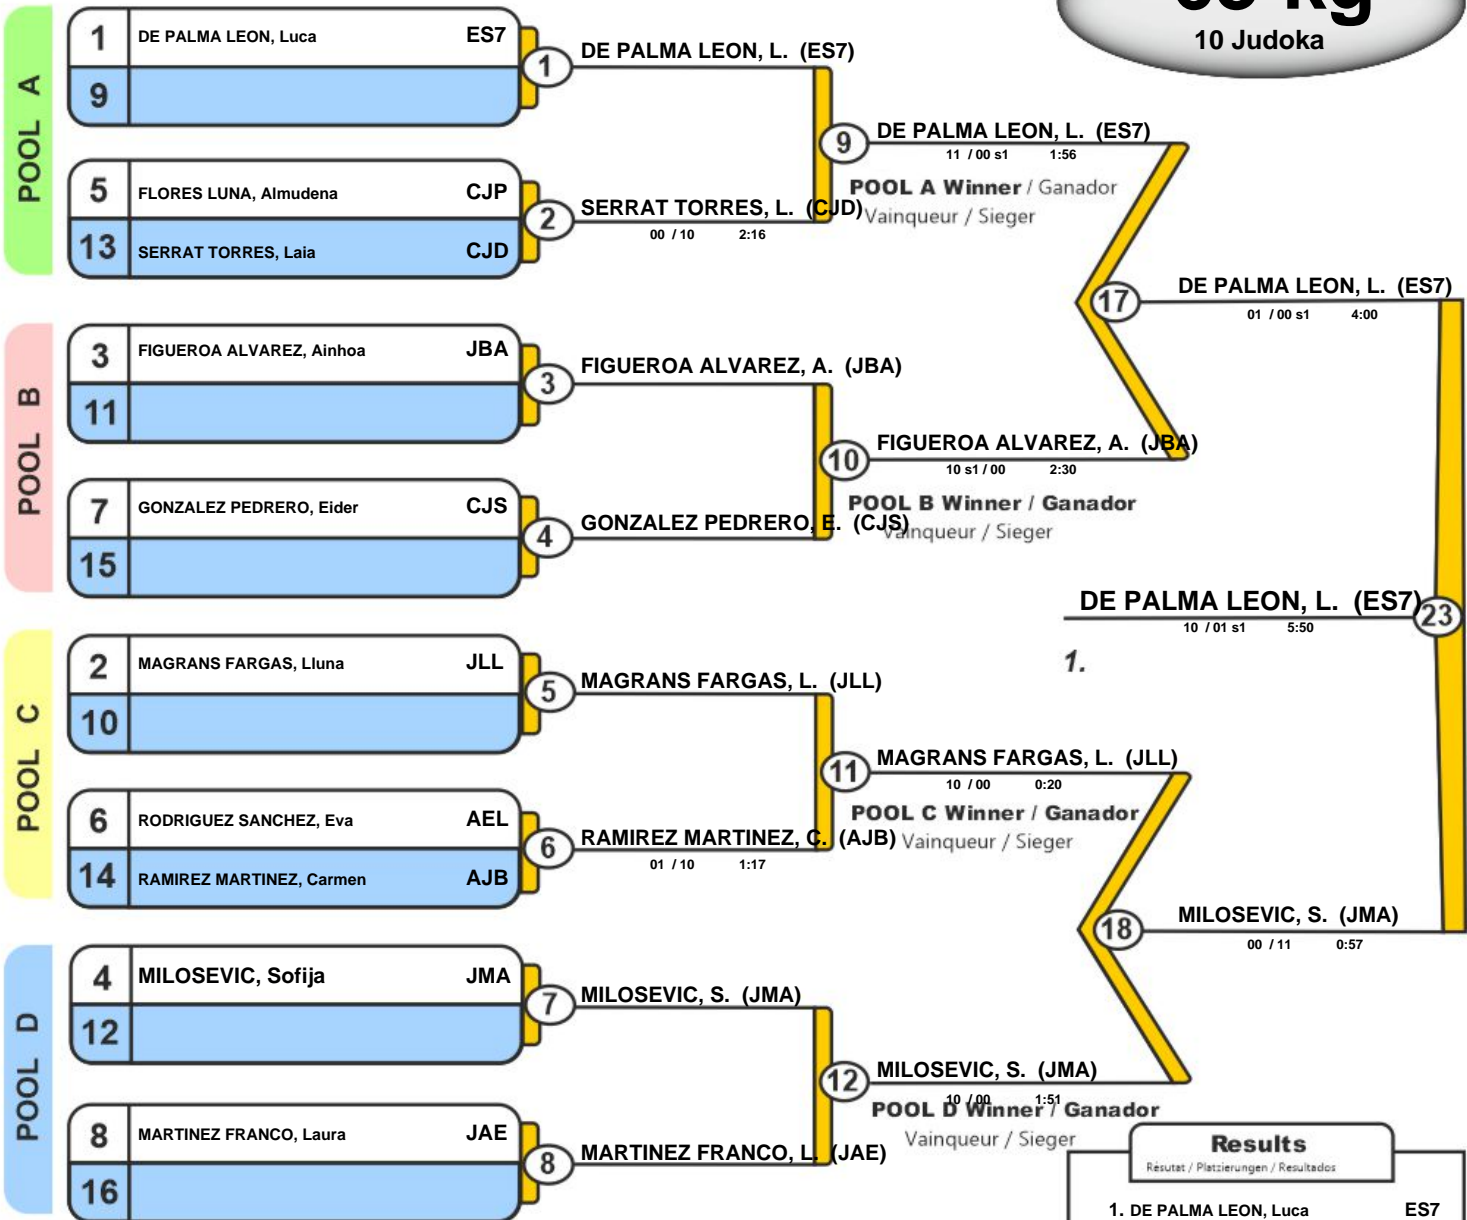 10 Judoka
POOL A
1 DE PALMA LEON, Luca ES7
9
5 FLORES LUNA, Almudena CJP
13 SERRAT TORRES, Laia CJD
POOL B
3 FIGUEROA ALVAREZ, Ainhoa JBA
11
7 GONZALEZ PEDRERO, Eider CJS
15
POOL C
2 MAGRANS FARGAS, Lluna JLL
10
6 RODRIGUEZ SANCHEZ, Eva AEL
14 RAMIREZ MARTINEZ, Carmen AJB
POOL D
4 MILOSEVIC, Sofija JMA
12
8 MARTINEZ FRANCO, Laura JAE
16
1 DE PALMA LEON, L. (ES7)
2 SERRAT TORRES, L. (CJD)
00 / 10 2:16
3 FIGUEROA ALVAREZ, A. (JBA)
4 GONZALEZ PEDRERO, E. (CJS)
5 MAGRANS FARGAS, L. (JLL)
6 RAMIREZ MARTINEZ, C. (AJB)
01 / 10 1:17
7 MILOSEVIC, S. (JMA)
8 MARTINEZ FRANCO, L. (JAE)
9 DE PALMA LEON, L. (ES7)
11 / 00 s1 1:56
POOL A Winner / Ganador
Vainqueur / Sieger
10 FIGUEROA ALVAREZ, A. (JBA)
10 s1 / 00 2:30
POOL B Winner / Ganador
Vainqueur / Sieger
11 MAGRANS FARGAS, L. (JLL)
10 / 00 0:20
POOL C Winner / Ganador
Vainqueur / Sieger
12 MILOSEVIC, S. (JMA)
10 / 00 1:51
POOL D Winner / Ganador
Vainqueur / Sieger
17 DE PALMA LEON, L. (ES7)
01 / 00 s1 4:00
18 MILOSEVIC, S. (JMA)
00 / 11 0:57
DE PALMA LEON, L. (ES7) 23
10 / 01 s1 5:50
1.
Results
Résutat / Platzierungen / Resultados
1. DE PALMA LEON, Luca ES7